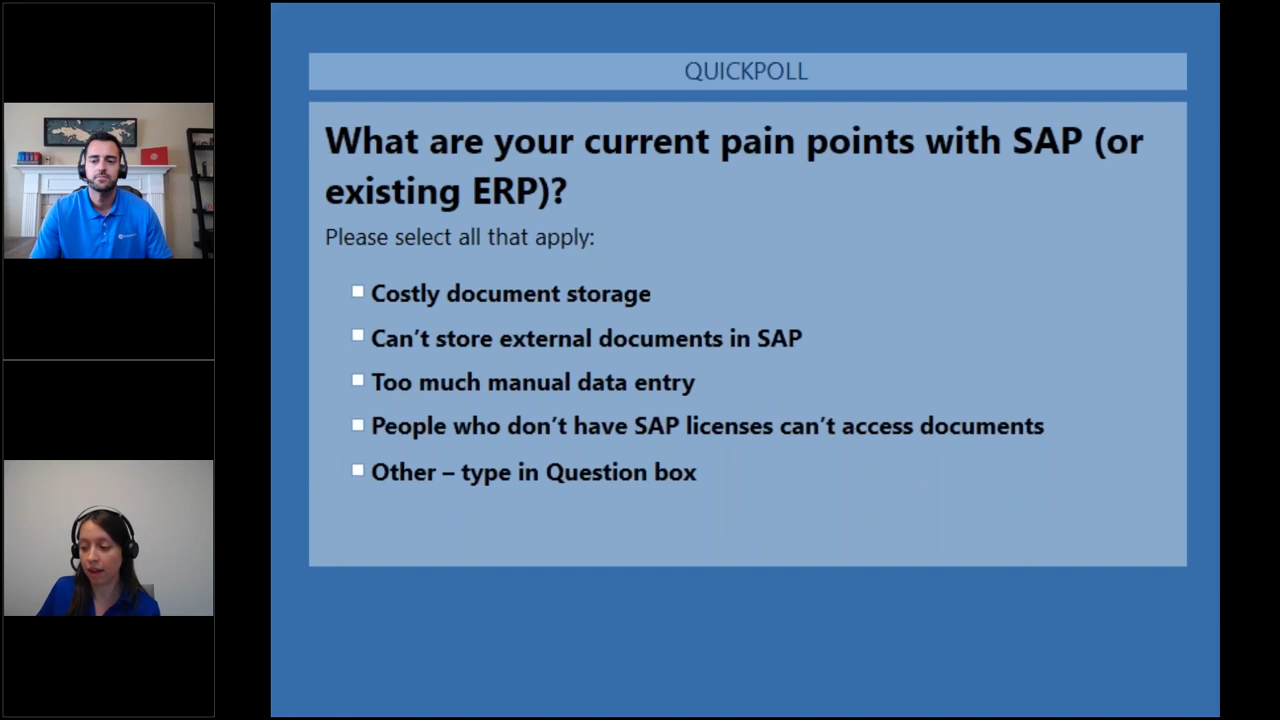 QUICKPOLL
What are your current pain points with SAP (or
existing ERP)?
Please select all that apply:
Costly document storage
Can’t store external documents in SAP
Too much manual data entry
People who don’t have SAP licenses can’t access documents
Other – type in Question box